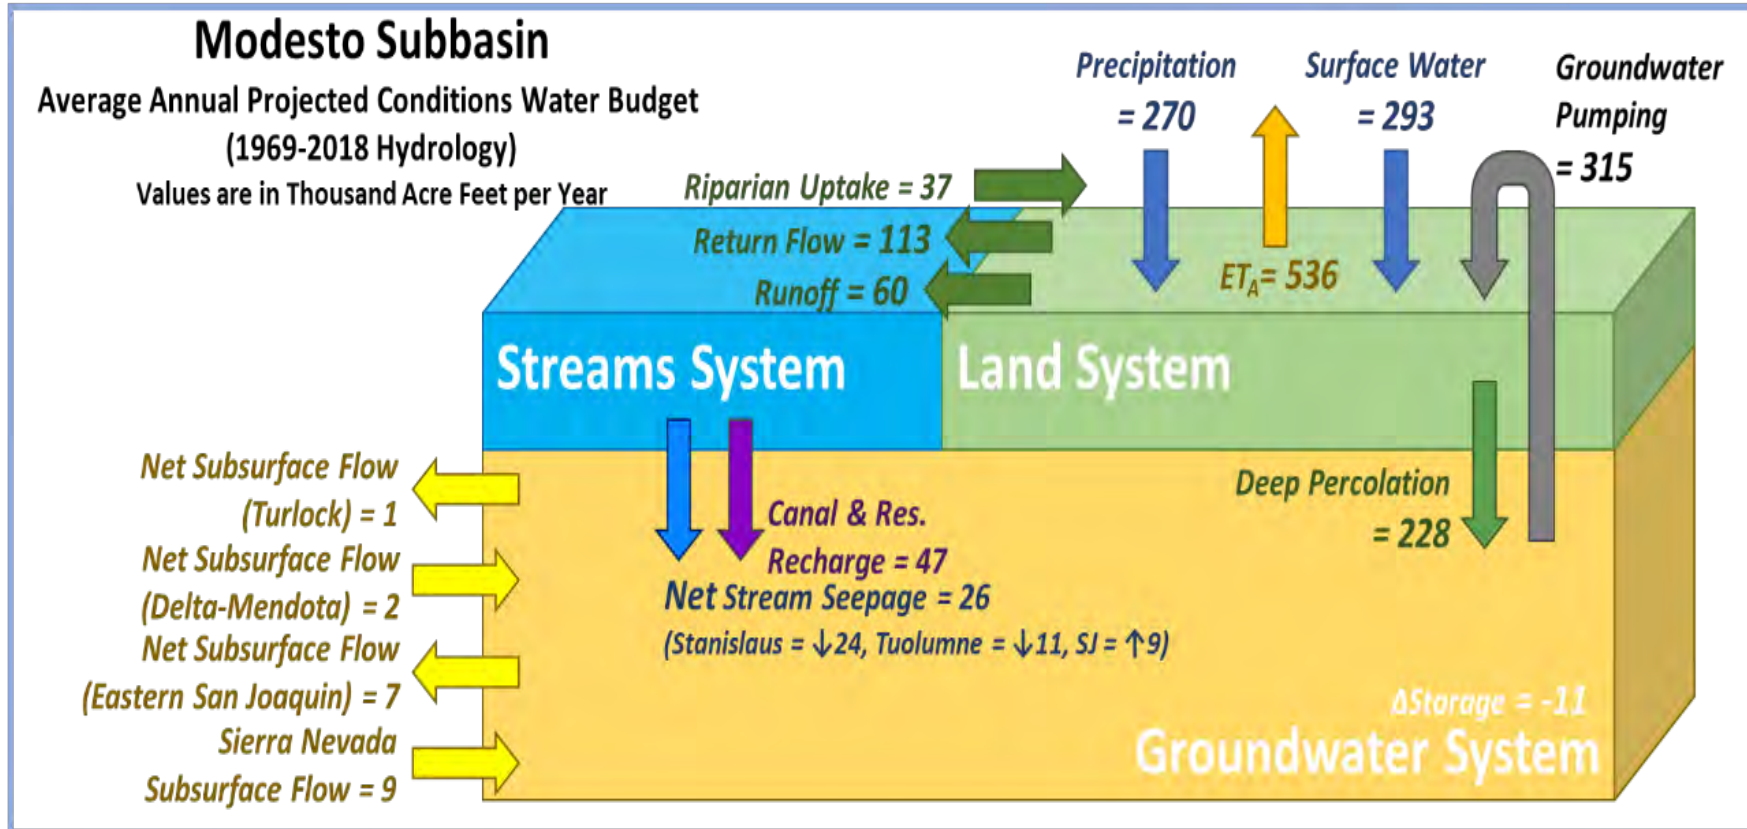 Modesto Subbasin
Average Annual Projected Conditions Water Budget
(1969-2018 Hydrology)
Values are in Thousand Acre Feet per Year
Precipitation
= 270
Surface Water
= 293
Groundwater
Pumping
= 315
Riparian Uptake = 37
Return Flow = 113
Runoff = 60
ETA= 536
Streams System
Land System
Net Subsurface Flow
(Turlock) = 1
Net Subsurface Flow
(Delta-Mendota) = 2
Net Subsurface Flow
(Eastern San Joaquin) = 7
Sierra Nevada
Subsurface Flow = 9
Canal & Res.
Recharge = 47
Net Stream Seepage = 26
(Stanislaus = ↓24, Tuolumne = ↓11, SJ = ↑9)
Deep Percolation
= 228
ΔStorage = -11
Groundwater System